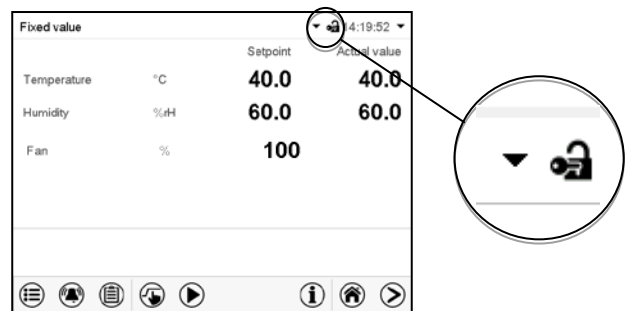 Fixed value 14:19:52
Setpoint Actual value
Temperature °C 40.0 40.0
Humidity %rH 60.0 60.0
Fan % 100